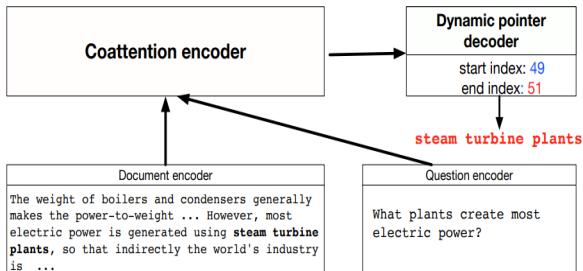 Coattention encoder
Dynamic pointer
decoder
start index: 49
end index: 51
steam turbine plants
Document encoder
The weight of boilers and condensers generally
makes the power-to-weight ... However, most
electric power is generated using steam turbine
plants, so that indirectly the world's industry
is ...
Question encoder
What plants create most
electric power?